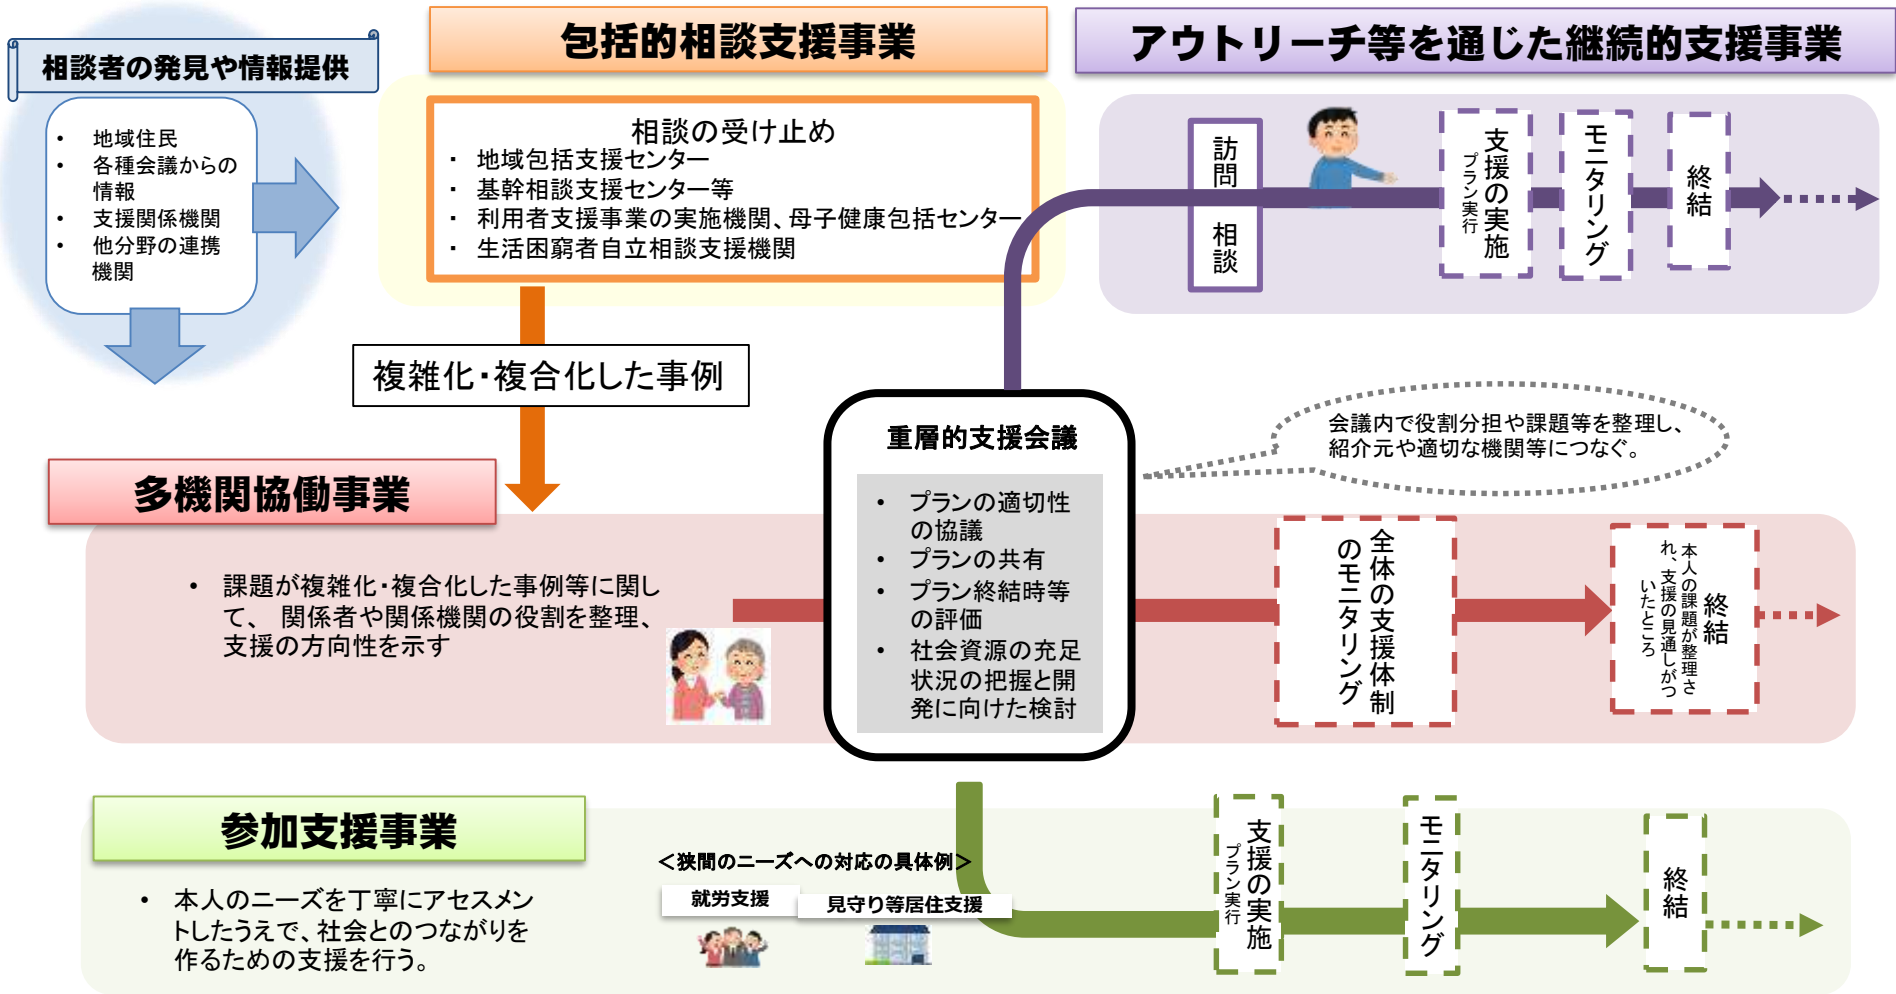 相談者の発見や情報提供
・ 地域住民
・ 各種会議からの
情報
・ 支援関係機関
・ 他分野の連携
機関
包括的相談支援事業
相談の受け止め
・ 地域包括支援センター
・ 基幹相談支援センター等
・ 利用者支援事業の実施機関、母子健康包括センター
・ 生活困窮者自立相談支援機関
アウトリーチ等を通じた継続的支援事業
訪問 相談
支援の実施
プラン実行
モニタリング
終結
複雑化・複合化した事例
重層的支援会議
• プランの適切性
の協議
• プランの共有
• プラン終結時等
の評価
• 社会資源の充足
状況の把握と開
発に向けた検討
会議内で役割分担や課題等を整理し、
紹介元や適切な機関等につなぐ。
多機関協働事業
• 課題が複雑化・複合化した事例等に関し
て、 関係者や関係機関の役割を整理、
支援の方向性を示す
全体の支援体制
のモニタリング
終結
本人の課題が整理さ
れ、支援の見通しがつ
いたところ
参加支援事業
• 本人のニーズを丁寧にアセスメン
トしたうえで、社会とのつながりを
作るための支援を行う。
＜狭間のニーズへの対応の具体例＞
就労支援
見守り等居住支援
支援の実施
プラン実行
モニタリング
終結